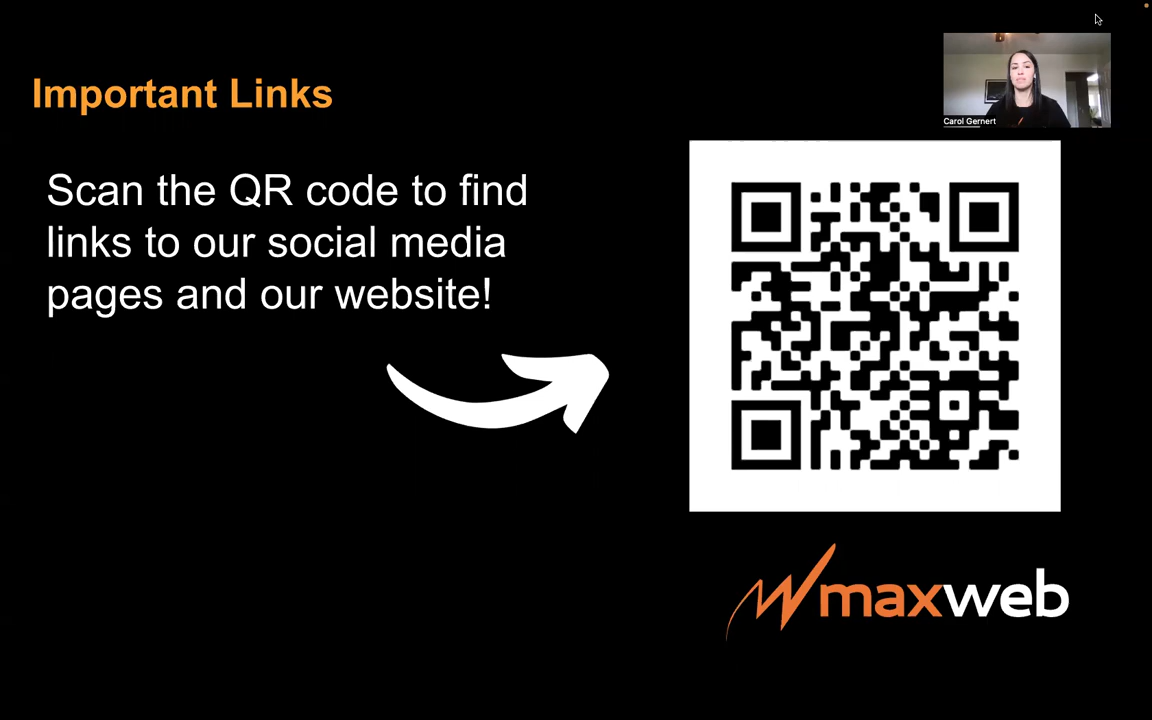 Important Links
Carol Gernert
Scan the QR code to find
links to our social media
pages and our website!
maxweb